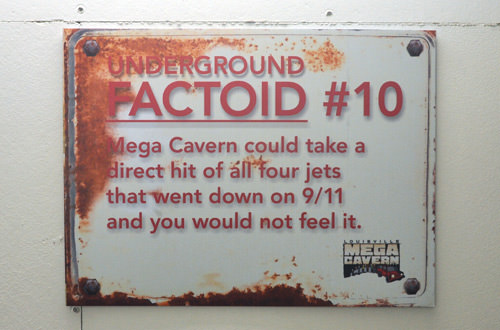 UNDERGROUND
FACTOID #10
Mega Cavern could take a
direct hit of all four jets
that went down on 9/11
and you would not feel it.
LOUISVILLE
MEGA
CAVERN